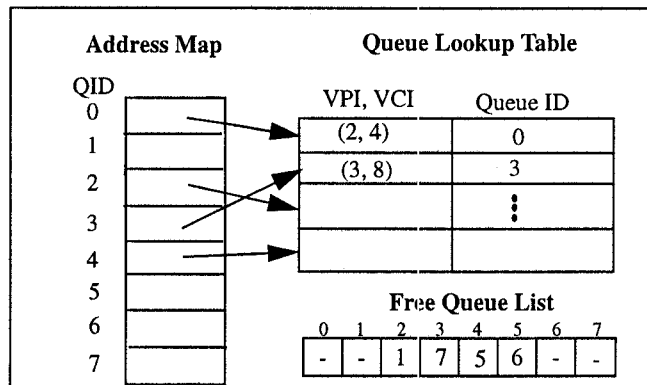 Address Map
Queue Lookup Table
QID
VPI, VCI Queue ID
0
1
2
3
4
5
6
7
(2, 4) 0
(3, 8) 3
Free Queue List
0 1 2 3 4 5 6 7
- - 1 7 5 6 - -